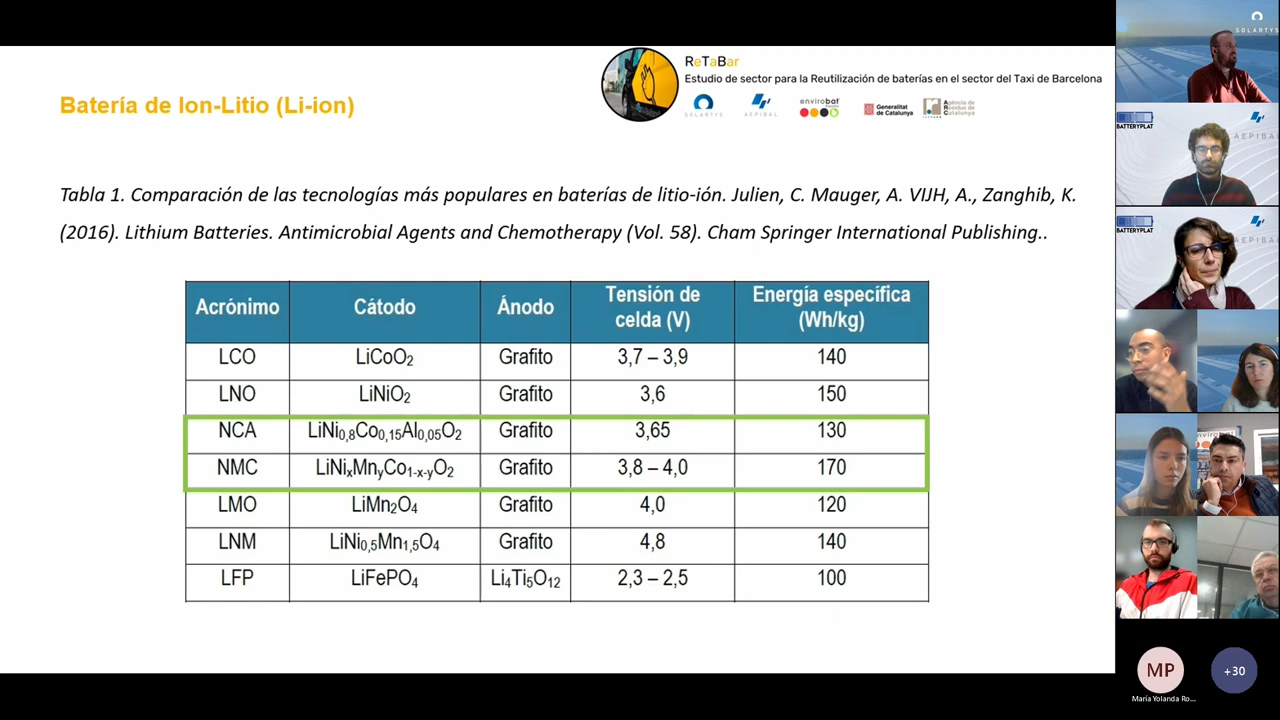 ReTaBar
Estudio de sector para la Reutilización de baterías en el sector del Taxi de Barcelona
SOLARTYS
AEPIBAL
envirobat
Generalitat
de Catalunya
Agència
de Residus de
Catalunya
Batería de Ion-Litio (Li-ion)
Tabla 1. Comparación de las tecnologías más populares en baterías de litio-ión. Julien, C. Mauger, A. VIJH, A., Zanghib, K.
(2016). Lithium Batteries. Antimicrobial Agents and Chemotherapy (Vol. 58). Cham Springer International Publishing..
Acrónimo Cátodo Ánodo Tensión de celda (V) Energía específica (Wh/kg)
LCO LiCoO₂ Grafito 3,7 – 3,9 140
LNO LiNiO₂ Grafito 3,6 150
NCA LiNi₀,₈Co₀,₁₅Al₀,₀₅O₂ Grafito 3,65 130
NMC LiNiₓMnyCo₁-x-yO₂ Grafito 3,8 – 4,0 170
LMO LiMn₂O₄ Grafito 4,0 120
LNM LiNi₀,₅Mn₁,₅O₄ Grafito 4,8 140
LFP LiFePO₄ Li₄Ti₅O₁₂ 2,3 – 2,5 100
SOLARTYS
BATTERYPLAT
AEPIBA
BATTERYPLAT
EPIBA
MP
María Yolanda Ro...
+30